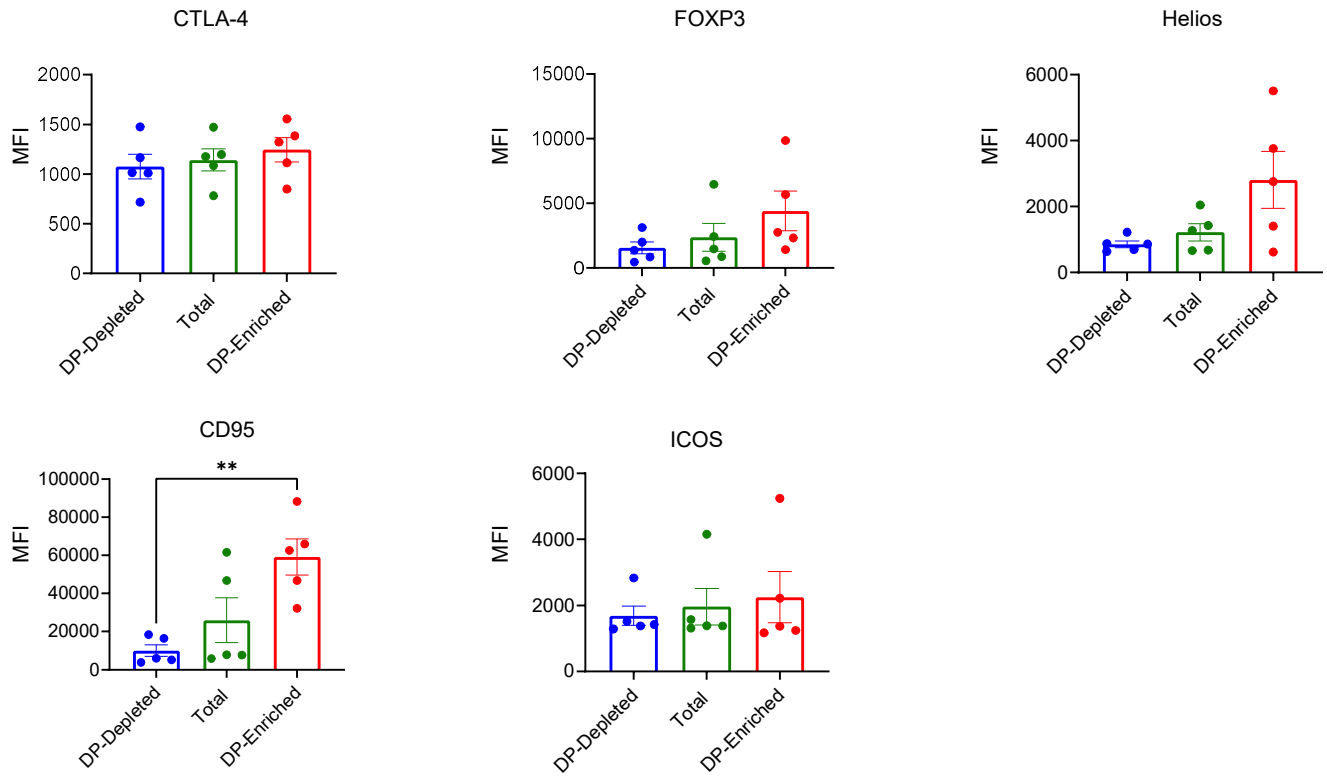 CTLA-4
MFI
2000
1500
1000
500
0
DP-Depleted
Total
DP-Enriched
FOXP3
MFI
15000
10000
5000
0
DP-Depleted
Total
DP-Enriched
Helios
MFI
6000
4000
2000
0
DP-Depleted
Total
DP-Enriched
CD95
**
MFI
100000
80000
60000
40000
20000
0
DP-Depleted
Total
DP-Enriched
ICOS
MFI
6000
4000
2000
0
DP-Depleted
Total
DP-Enriched